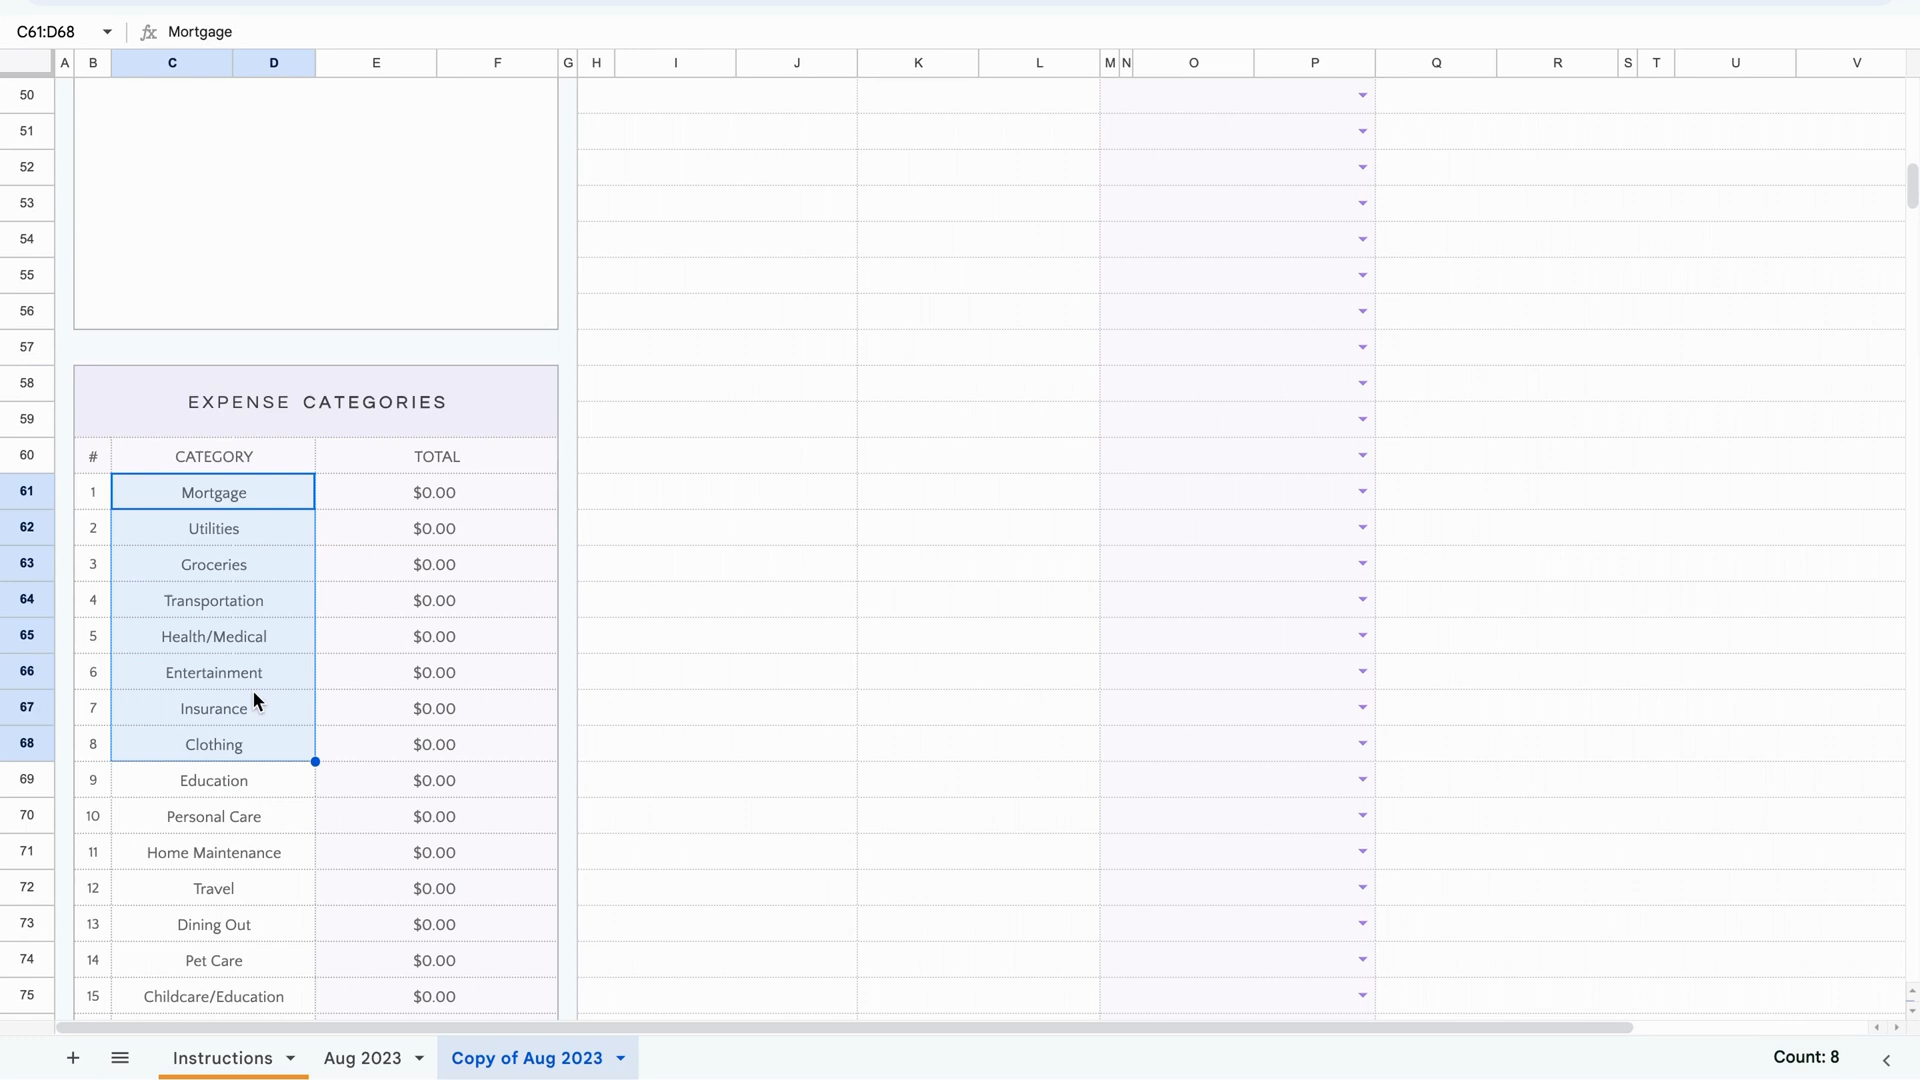 C61:D68 fx Mortgage
A B C D E F G H I J K L M N O P Q R S T U V
50
51
52
53
54
55
56
57
58
59 EXPENSE CATEGORIES
60 # CATEGORY TOTAL
61 1 Mortgage $0.00
62 2 Utilities $0.00
63 3 Groceries $0.00
64 4 Transportation $0.00
65 5 Health/Medical $0.00
66 6 Entertainment $0.00
67 7 Insurance $0.00
68 8 Clothing $0.00
69 9 Education $0.00
70 10 Personal Care $0.00
71 11 Home Maintenance $0.00
72 12 Travel $0.00
73 13 Dining Out $0.00
74 14 Pet Care $0.00
75 15 Childcare/Education $0.00
Instructions Aug 2023 Copy of Aug 2023 Count: 8